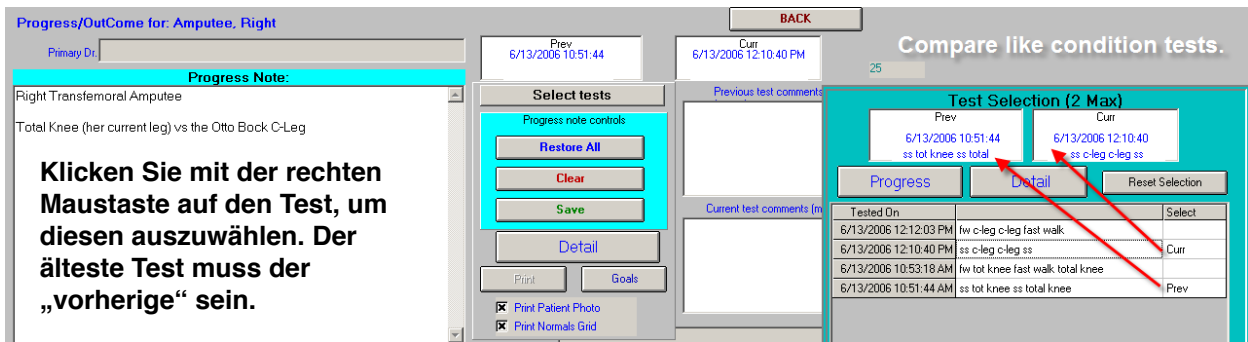 Progress/OutCome for: Amputee, Right
Primary Dr.
Progress Note:
Right Transfemoral Amputee
Total Knee (her current leg) vs the Otto Bock C-Leg
Klicken Sie mit der rechten
Maustaste auf den Test, um
diesen auszuwählen. Der
älteste Test muss der
„vorherige“ sein.
BACK
Prev
6/13/2006 10:51:44
Curr
6/13/2006 12:10:40 PM
Select tests
Progress note controls
Restore All
Clear
Save
Detail
Print
Goals
Print Patient Photo
Print Normals Grid
Previous test comments
Current test comments (m
Compare like condition tests.
25
Test Selection (2 Max)
Prev
6/13/2006 10:51:44
ss tot knee ss total
Curr
6/13/2006 12:10:40
ss c-leg c-leg ss
Progress
Detail
Reset Selection
Tested On Select
6/13/2006 12:12:03 PM fw c-leg c-leg fast walk
6/13/2006 12:10:40 PM ss c-leg c-leg ss Curr
6/13/2006 10:53:18 AM fw tot knee fast walk total knee
6/13/2006 10:51:44 AM ss tot knee ss total knee Prev